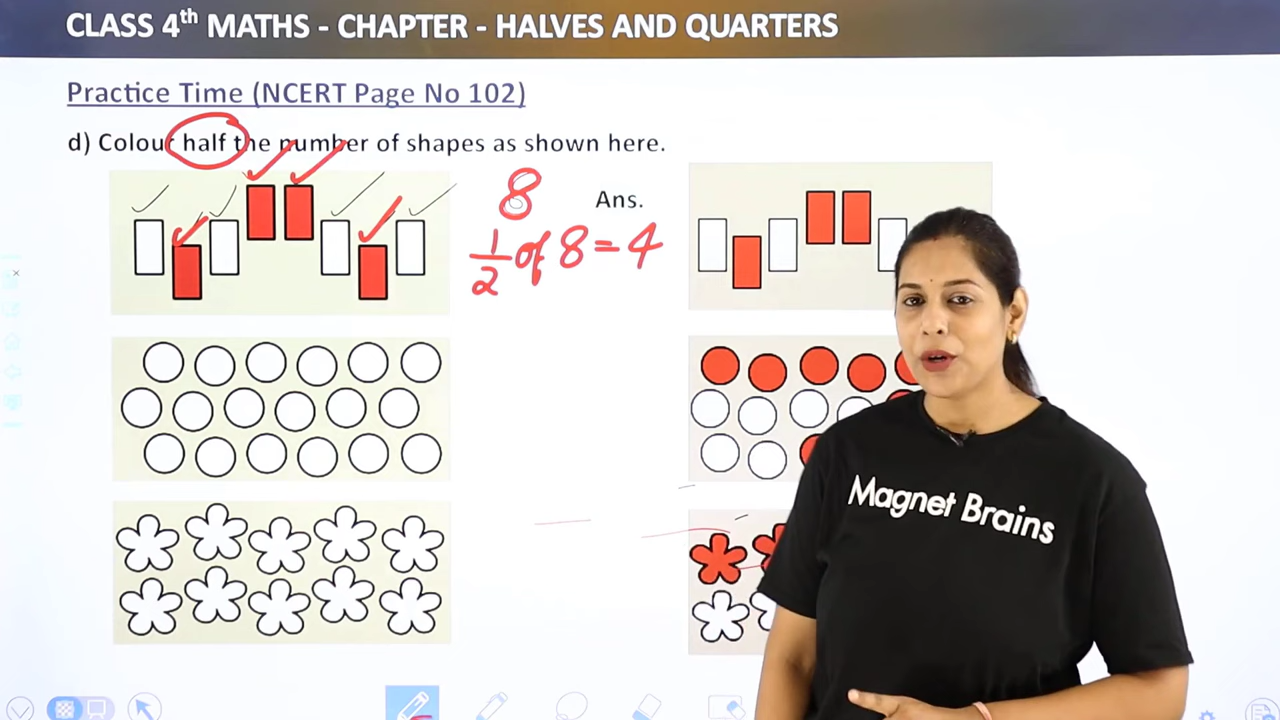 CLASS 4th MATHS - CHAPTER - HALVES AND QUARTERS
Practice Time (NCERT Page No 102)
d) Colour half the number of shapes as shown here.
8
Ans.
1/2 of 8 = 4
Magnet Brains